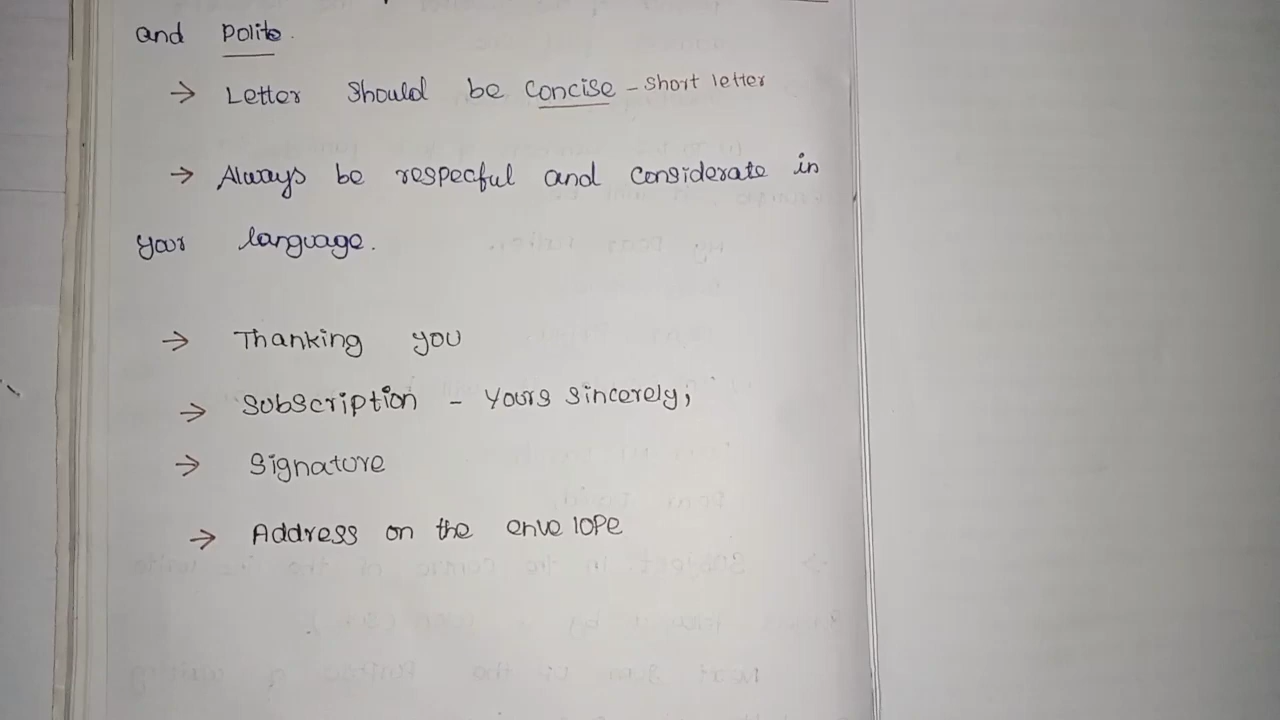 and polite.
→ Letter should be concise - short letter
→ Always be respecful and considerate in
your language.
→ Thanking you
→ Subscription - yours sincerely;
→ Signature
→ Address on the envelope